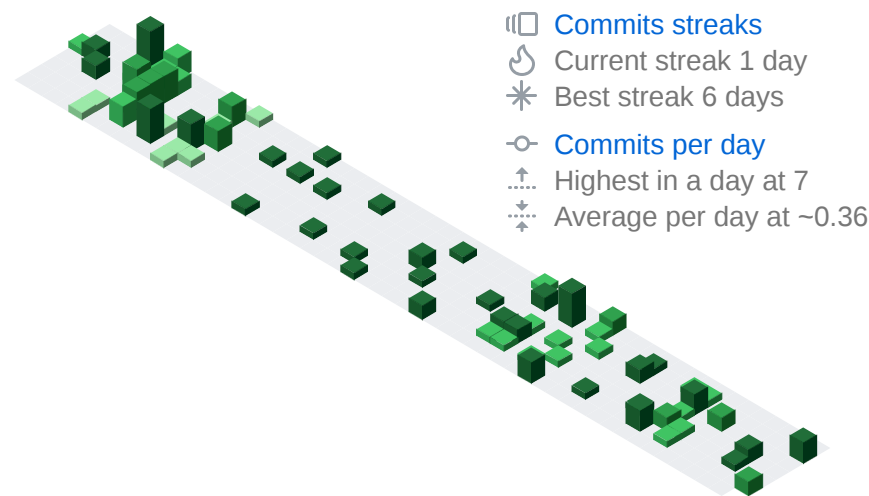 Commits streaks
Current streak 1 day
Best streak 6 days
Commits per day
Highest in a day at 7
Average per day at ~0.36